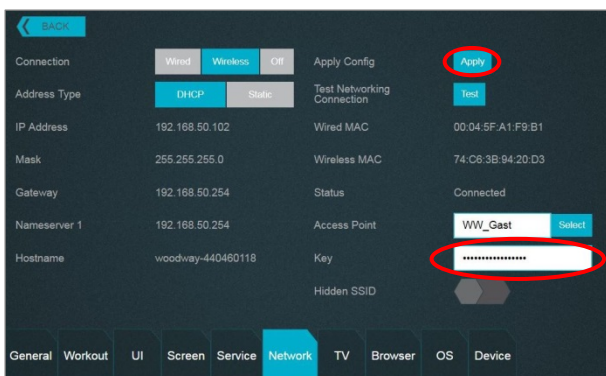 BACK
Connection Wired Wireless Off Apply Config Apply
Address Type DHCP Static Test Networking Connection Test
IP Address 192.168.50.102 Wired MAC 00:04:5F:A1:F9:B1
Mask 255.255.255.0 Wireless MAC 74:C6:3B:94:20:D3
Gateway 192.168.50.254 Status Connected
Nameserver 1 192.168.50.254 Access Point WW_Gast Select
Hostname woodway-440460118 Key •••••••••••••••••
Hidden SSID
General Workout UI Screen Service Network TV Browser OS Device